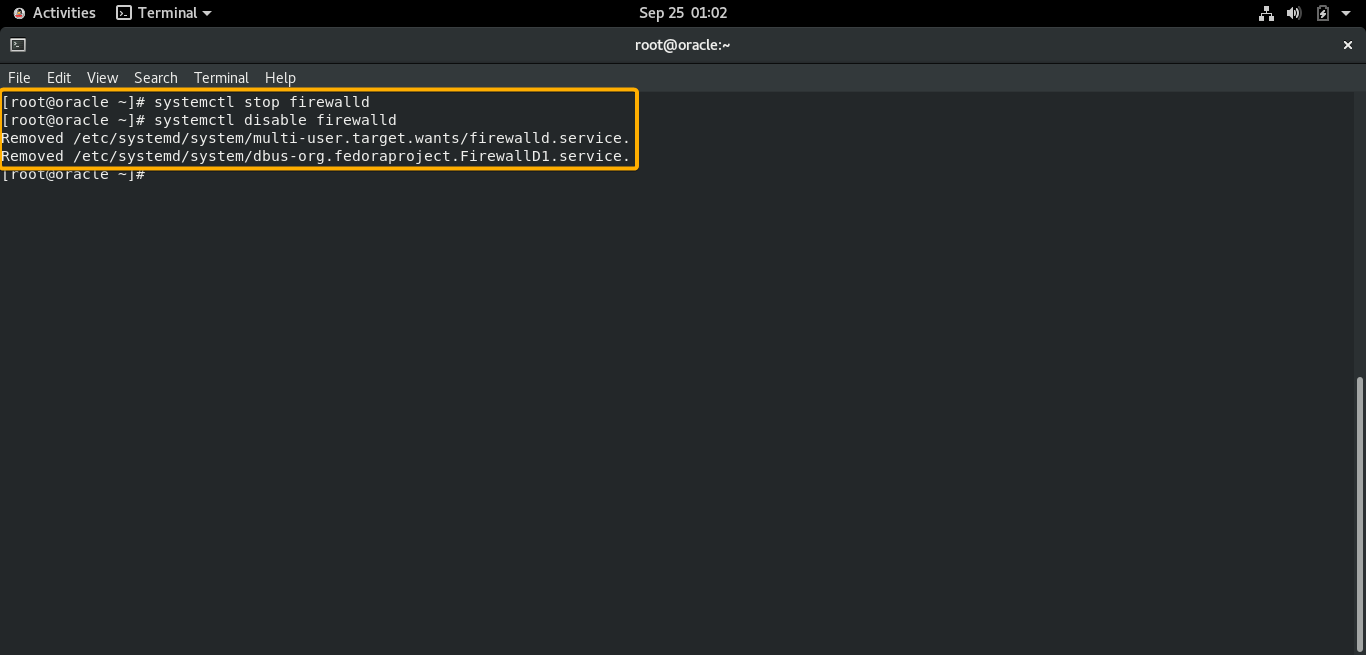 Activities Terminal Sep 25 01:02
root@oracle:~
File Edit View Search Terminal Help
[root@oracle ~]# systemctl stop firewalld
[root@oracle ~]# systemctl disable firewalld
Removed /etc/systemd/system/multi-user.target.wants/firewalld.service.
Removed /etc/systemd/system/dbus-org.fedoraproject.FirewallD1.service.
[root@oracle ~]#